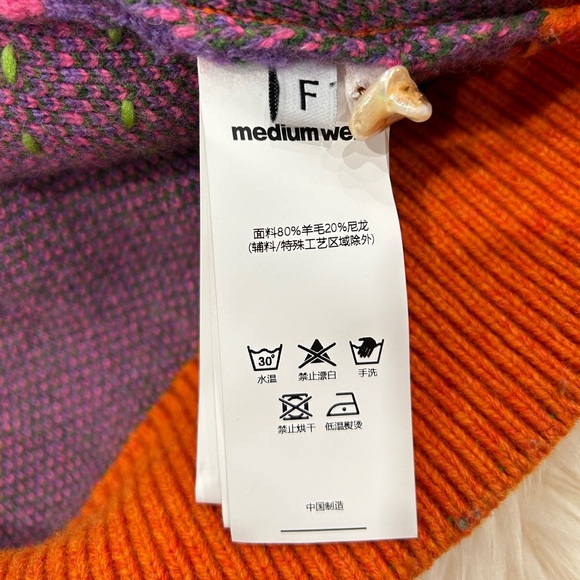 F
medium
面料80%羊毛20%尼龙
(辅料/特殊工艺区域除外)
30°
水温 禁止漂白 手洗
禁止烘干 低温熨烫
中国制造